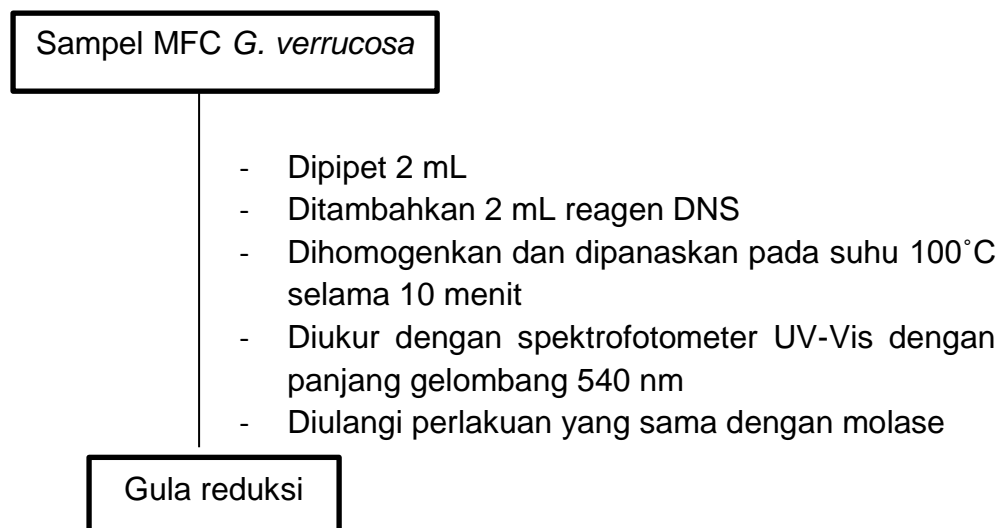 Sampel MFC G. verrucosa
- Dipipet 2 mL
- Ditambahkan 2 mL reagen DNS
- Dihomogenkan dan dipanaskan pada suhu 100˚C
selama 10 menit
- Diukur dengan spektrofotometer UV-Vis dengan
panjang gelombang 540 nm
- Diulangi perlakuan yang sama dengan molase
Gula reduksi